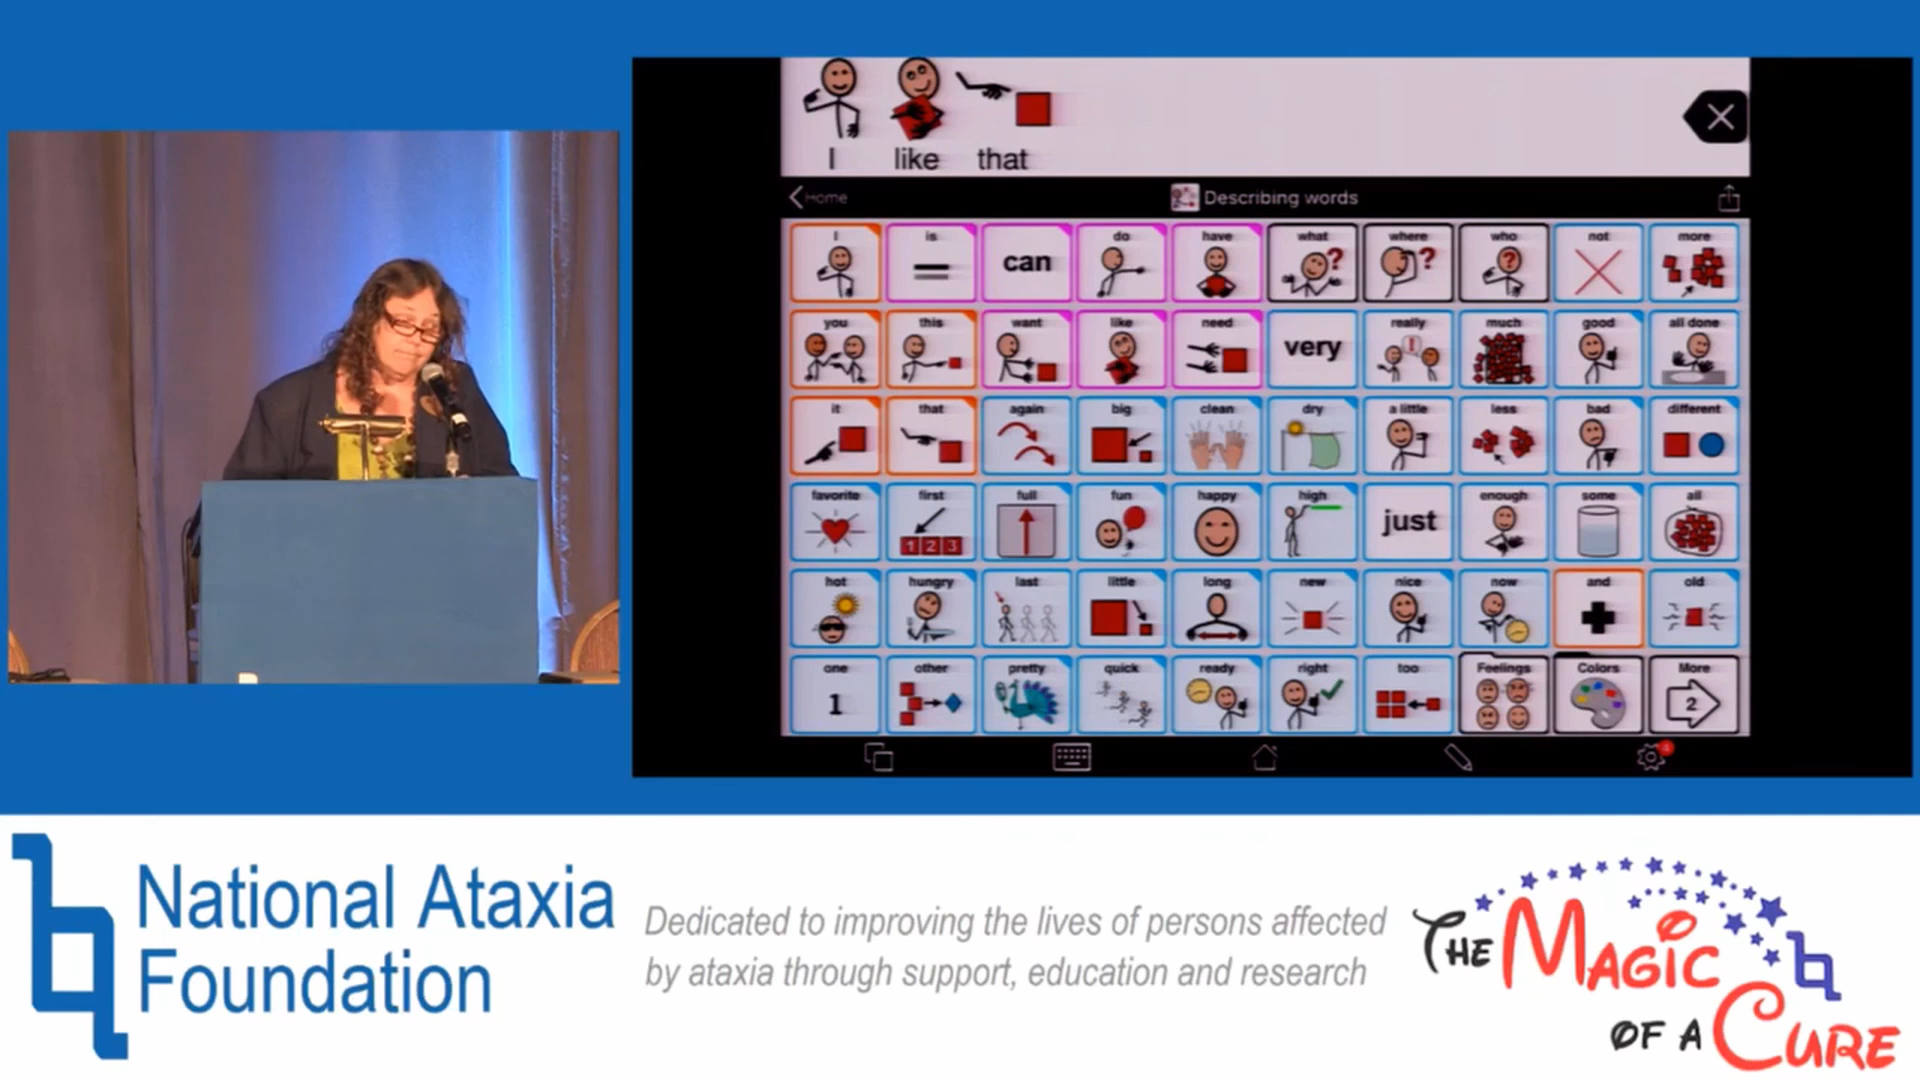 I like that
Home
Describing words
I is can do have what where who not more
you this want like need very really much good all done
it that again big clean dry a little less bad different
favorite first full fun happy high just enough some all
1 2 3
hot hungry last little long new nice now and old
one other pretty quick ready right too Feelings Colors More
1
2
National Ataxia
Foundation
Dedicated to improving the lives of persons affected
by ataxia through support, education and research
THE MAGIC
OF A CURE